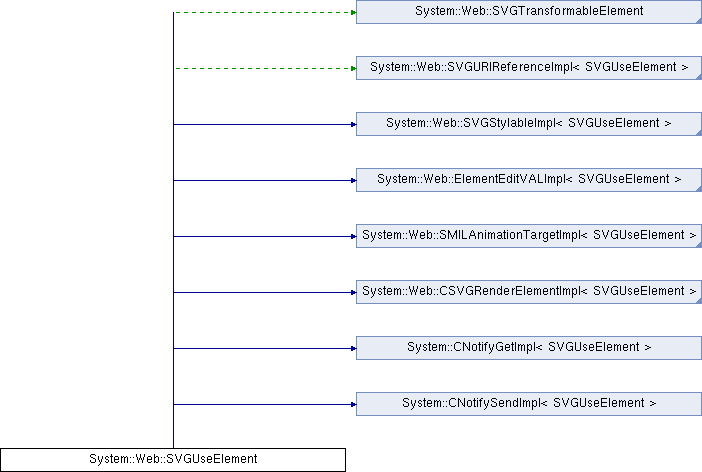 System::Web::SVGTransformableElement
System::Web::SVGURIReferenceImpl< SVGUseElement >
System::Web::SVGStylableImpl< SVGUseElement >
System::Web::ElementEditVALImpl< SVGUseElement >
System::Web::SMILAnimationTargetImpl< SVGUseElement >
System::Web::CSVGRenderElementImpl< SVGUseElement >
System::CNotifyGetImpl< SVGUseElement >
System::CNotifySendImpl< SVGUseElement >
System::Web::SVGUseElement